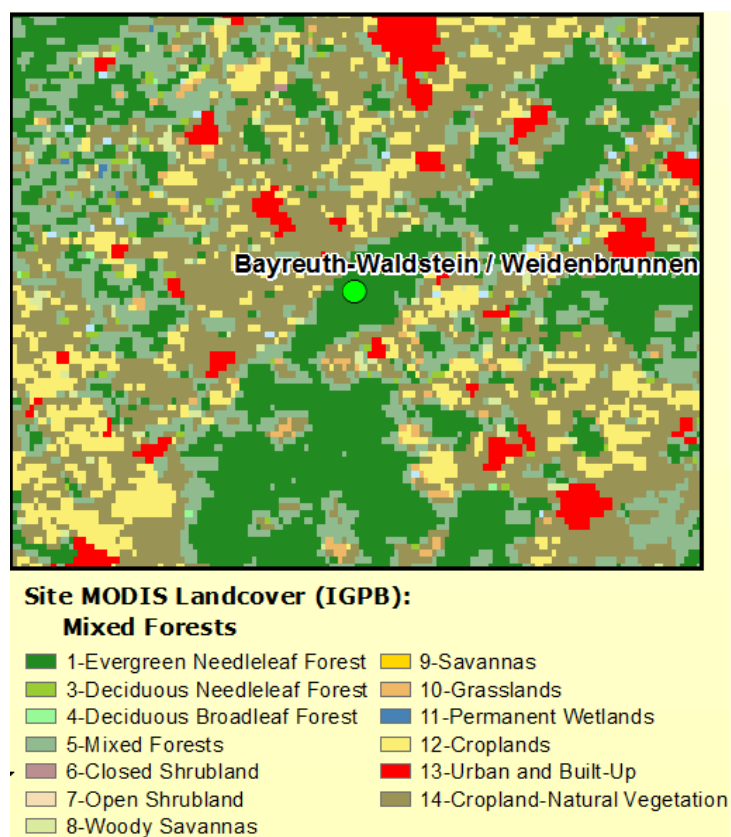 Bayreuth-Waldstein / Weidenbrunnen
Site MODIS Landcover (IGPB):
Mixed Forests
1-Evergreen Needleleaf Forest
3-Deciduous Needleleaf Forest
4-Deciduous Broadleaf Forest
5-Mixed Forests
6-Closed Shrubland
7-Open Shrubland
8-Woody Savannas
9-Savannas
10-Grasslands
11-Permanent Wetlands
12-Croplands
13-Urban and Built-Up
14-Cropland-Natural Vegetation